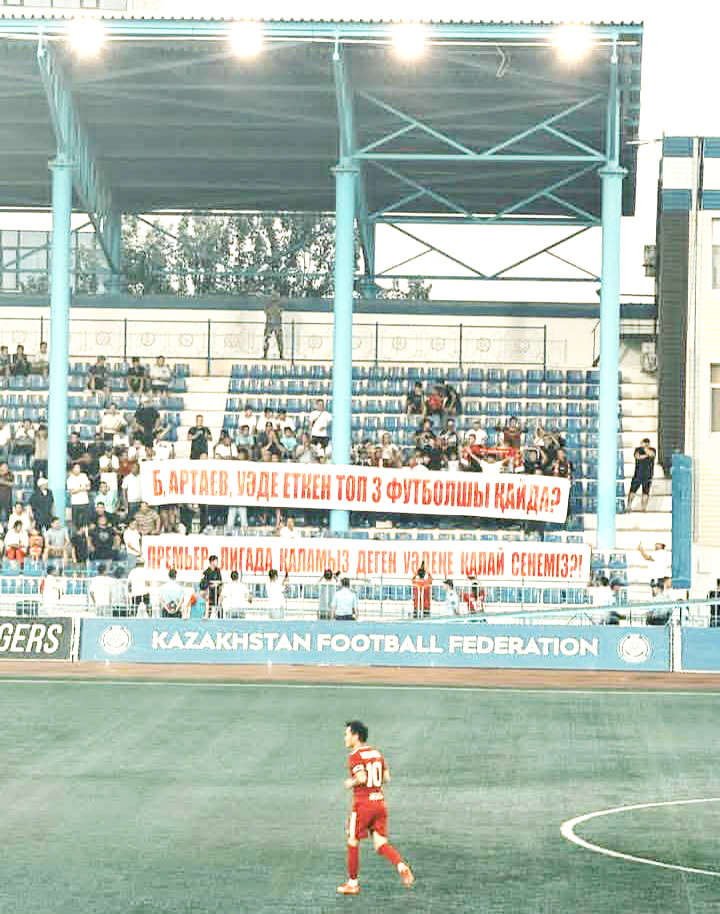 Б, АРТАЕВ, УӘДЕ ЕТКЕН ТОП 3 ФУТБОЛШЫ ҚАЙДА?
ПРЕМЬЕР-ЛИГАДА ҚАЛАМЫЗ ДЕГЕН УӘДЕҢЕ ҚАЛАЙ СЕНЕМІЗ?!
GERS KAZAKHSTAN FOOTBALL FEDERATION
10